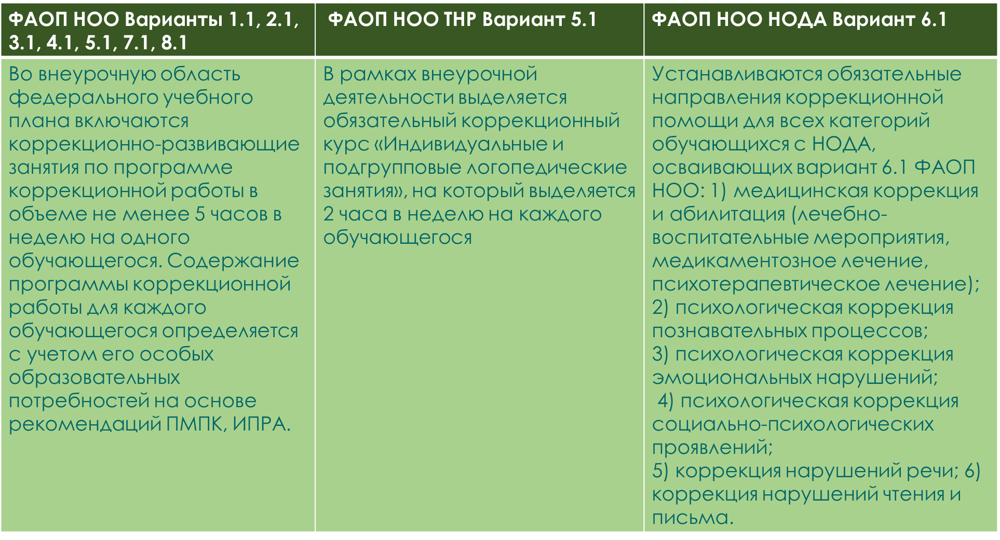 ФАОП НОО Варианты 1.1, 2.1,
3.1, 4.1, 5.1, 7.1, 8.1
Во внеурочную область
федерального учебного
плана включаются
коррекционно-развивающие
занятия по программе
коррекционной работы в
объеме не менее 5 часов в
неделю на одного
обучающегося. Содержание
программы коррекционной
работы для каждого
обучающегося определяется
с учетом его особых
образовательных
потребностей на основе
рекомендаций ПМПК, ИПРА.
ФАОП НОО ТНР Вариант 5.1
В рамках внеурочной
деятельности выделяется
обязательный коррекционный
курс «Индивидуальные и
подгрупповые логопедические
занятия», на который выделяется
2 часа в неделю на каждого
обучающегося
ФАОП НОО НОДА Вариант 6.1
Устанавливаются обязательные
направления коррекционной
помощи для всех категорий
обучающихся с НОДА,
осваивающих вариант 6.1 ФАОП
НОО: 1) медицинская коррекция
и абилитация (лечебно-
воспитательные мероприятия,
медикаментозное лечение,
психотерапевтическое лечение);
2) психологическая коррекция
познавательных процессов;
3) психологическая коррекция
эмоциональных нарушений;
4) психологическая коррекция
социально-психологических
проявлений;
5) коррекция нарушений речи; 6)
коррекция нарушений чтения и
письма.